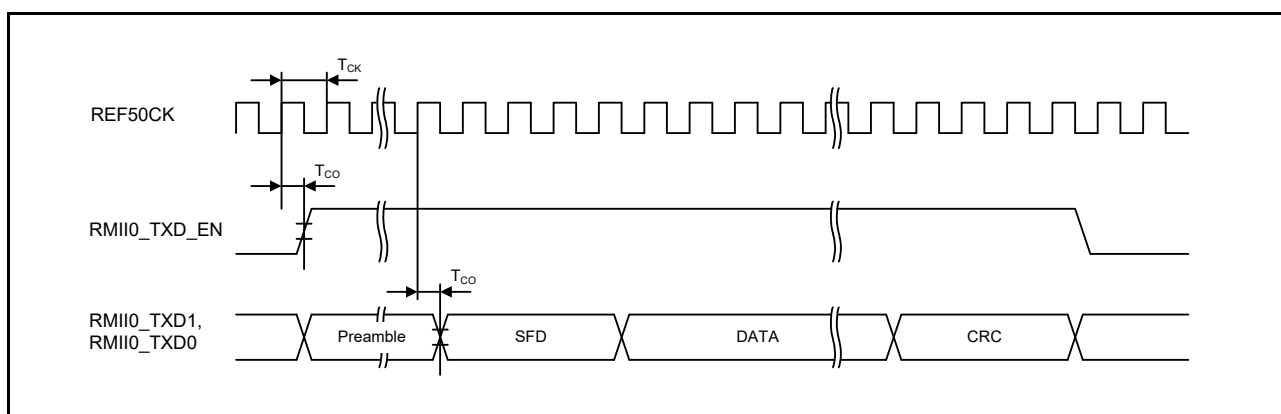 TCK
REF50CK
TCO
RMII0_TXD_EN
TCO
RMII0_TXD1,
RMII0_TXD0
Preamble SFD DATA CRC